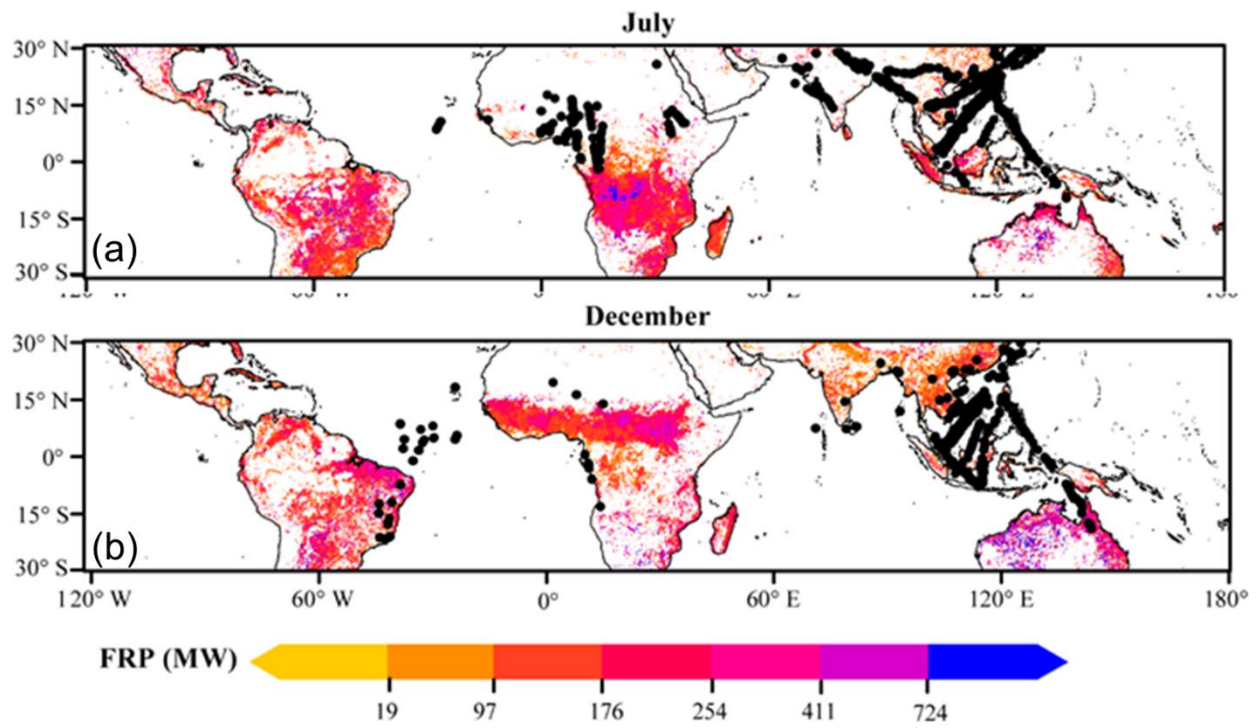 July
30° N
15° N
0°
15° S
30° S
(a)
December
30° N
15° N
0°
15° S
30° S
(b)
120° W 60° W 0° 60° E 120° E 180°
FRP (MW)
19 97 176 254 411 724